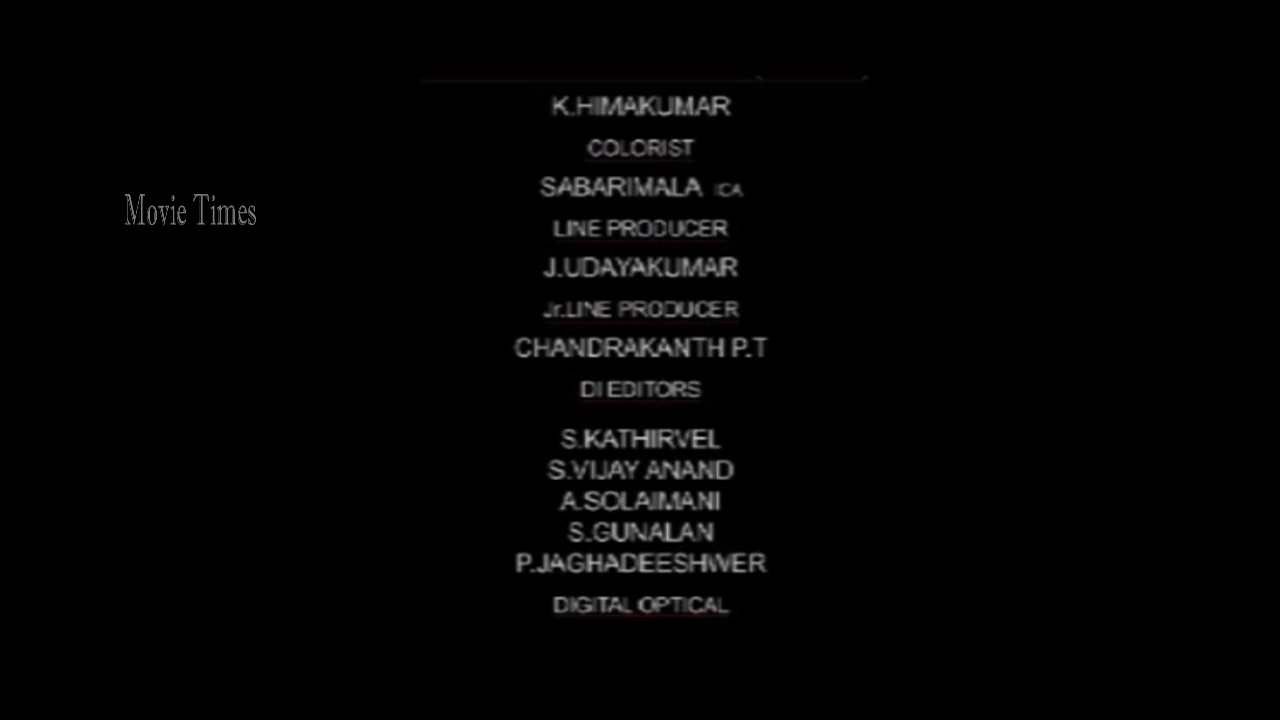 K.HIMAKUMAR
COLORIST
SABARIMALA ICA
Movie Times
LINE PRODUCER
J.UDAYAKUMAR
Jr.LINE PRODUCER
CHANDRAKANTH P.T
DI EDITORS
S.KATHIRVEL
S.VIJAY ANAND
A.SOLAIMANI
S.GUNALAN
P.JAGHADEESHWER
DIGITAL OPTICAL